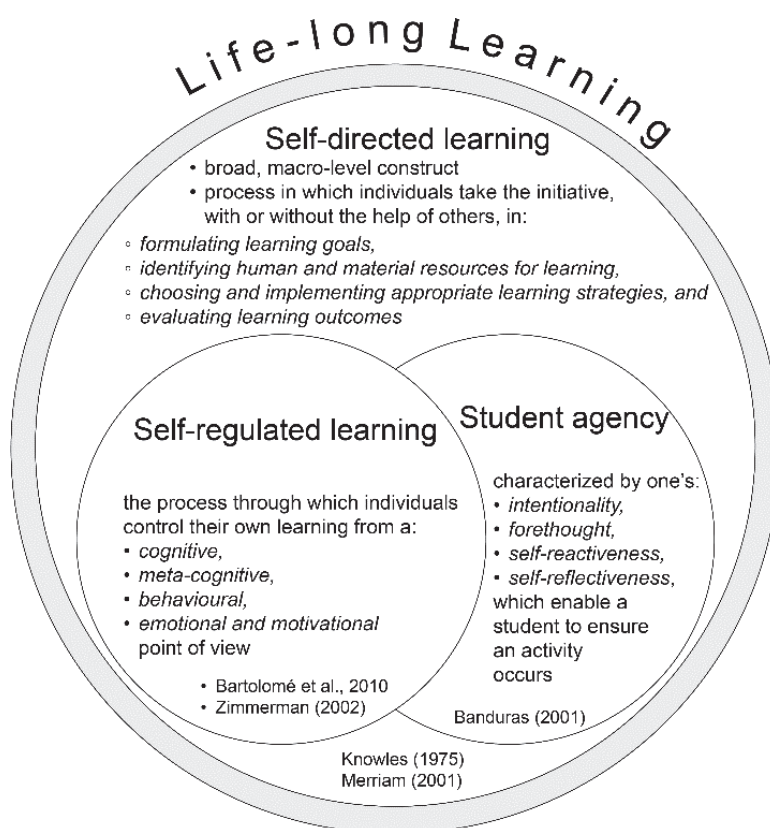 Life-long Learning
Self-directed learning
• broad, macro-level construct
• process in which individuals take the initiative,
with or without the help of others, in:
◦ formulating learning goals,
◦ identifying human and material resources for learning,
◦ choosing and implementing appropriate learning strategies, and
◦ evaluating learning outcomes
Self-regulated learning
the process through which individuals
control their own learning from a:
• cognitive,
• meta-cognitive,
• behavioural,
• emotional and motivational
point of view
• Bartolomé et al., 2010
• Zimmerman (2002)
Student agency
characterized by one's:
• intentionality,
• forethought,
• self-reactiveness,
• self-reflectiveness,
which enable a
student to ensure
an activity
occurs
Banduras (2001)
Knowles (1975)
Merriam (2001)